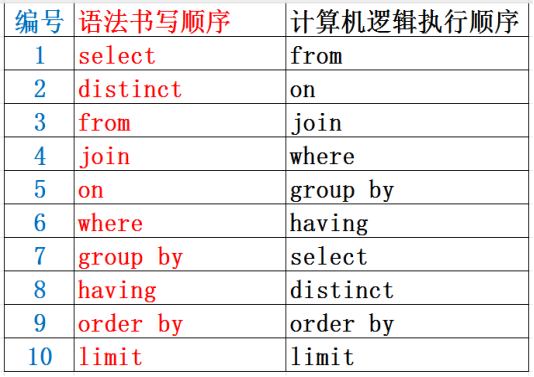 编号 语法书写顺序 计算机逻辑执行顺序
1 select from
2 distinct on
3 from join
4 join where
5 on group by
6 where having
7 group by select
8 having distinct
9 order by order by
10 limit limit